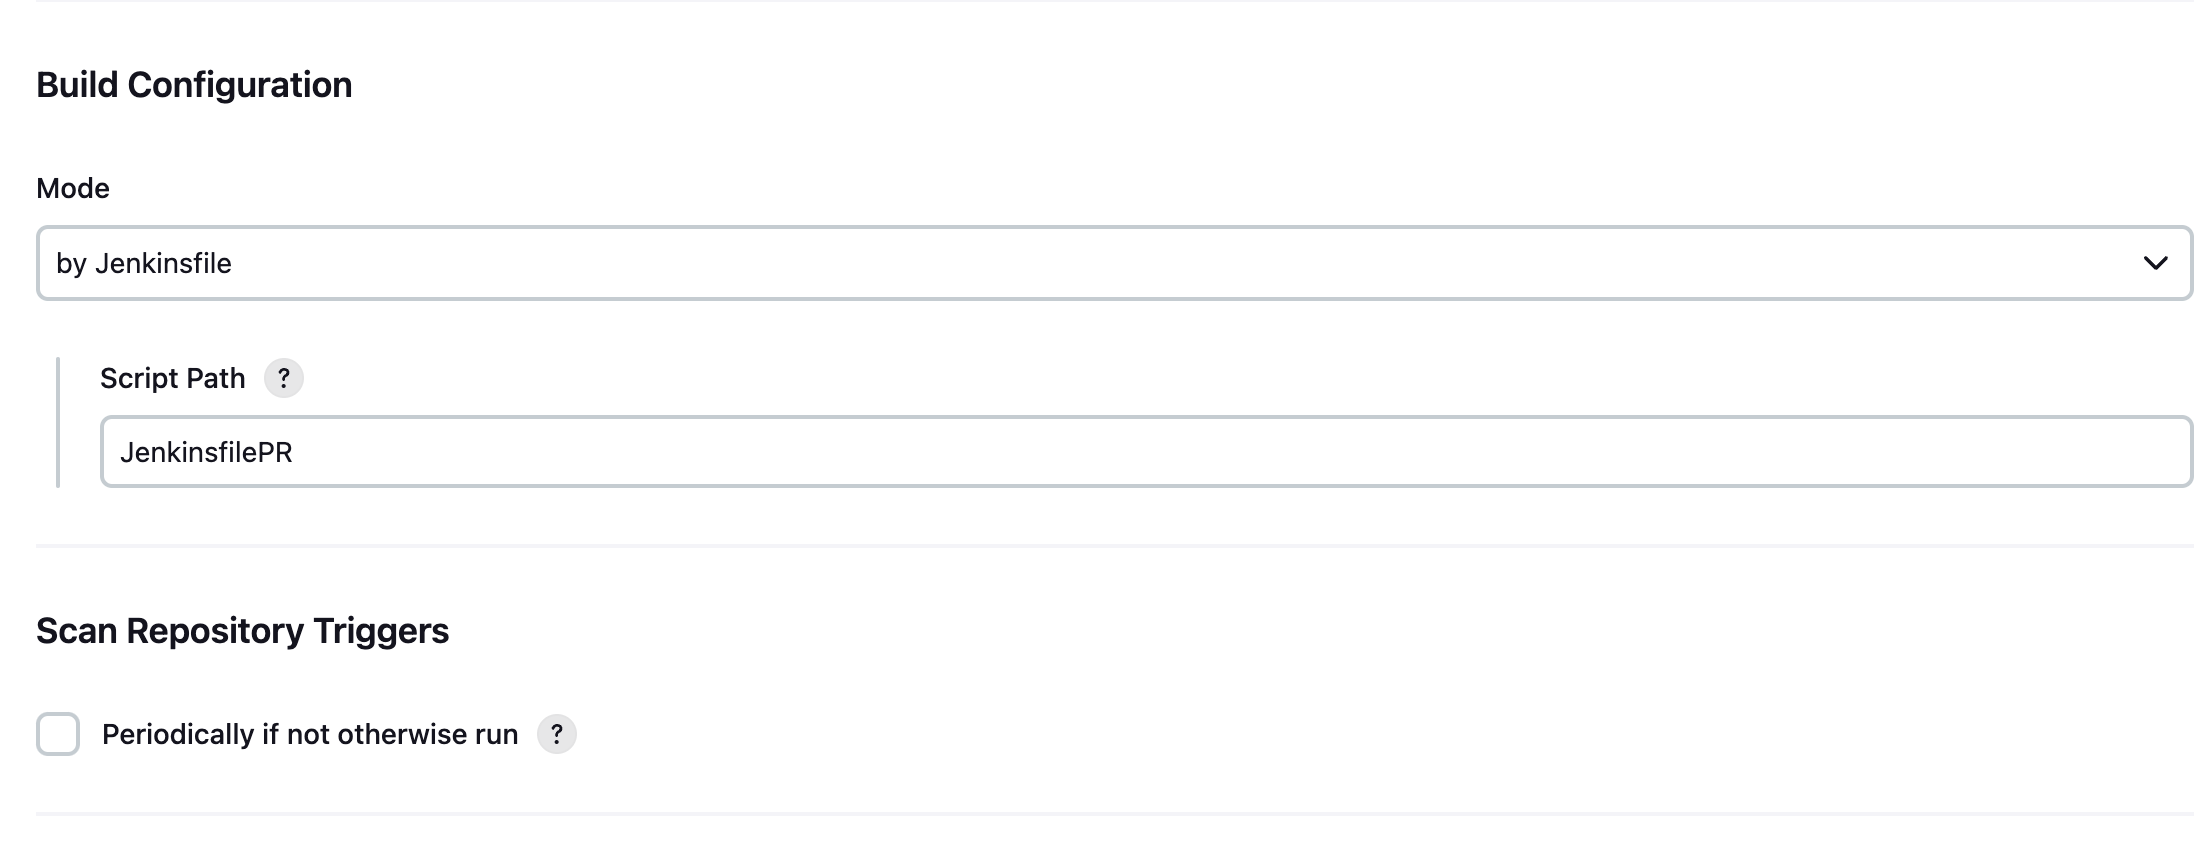 Build Configuration
Mode
by Jenkinsfile
Script Path ?
JenkinsfilePR
Scan Repository Triggers
Periodically if not otherwise run ?